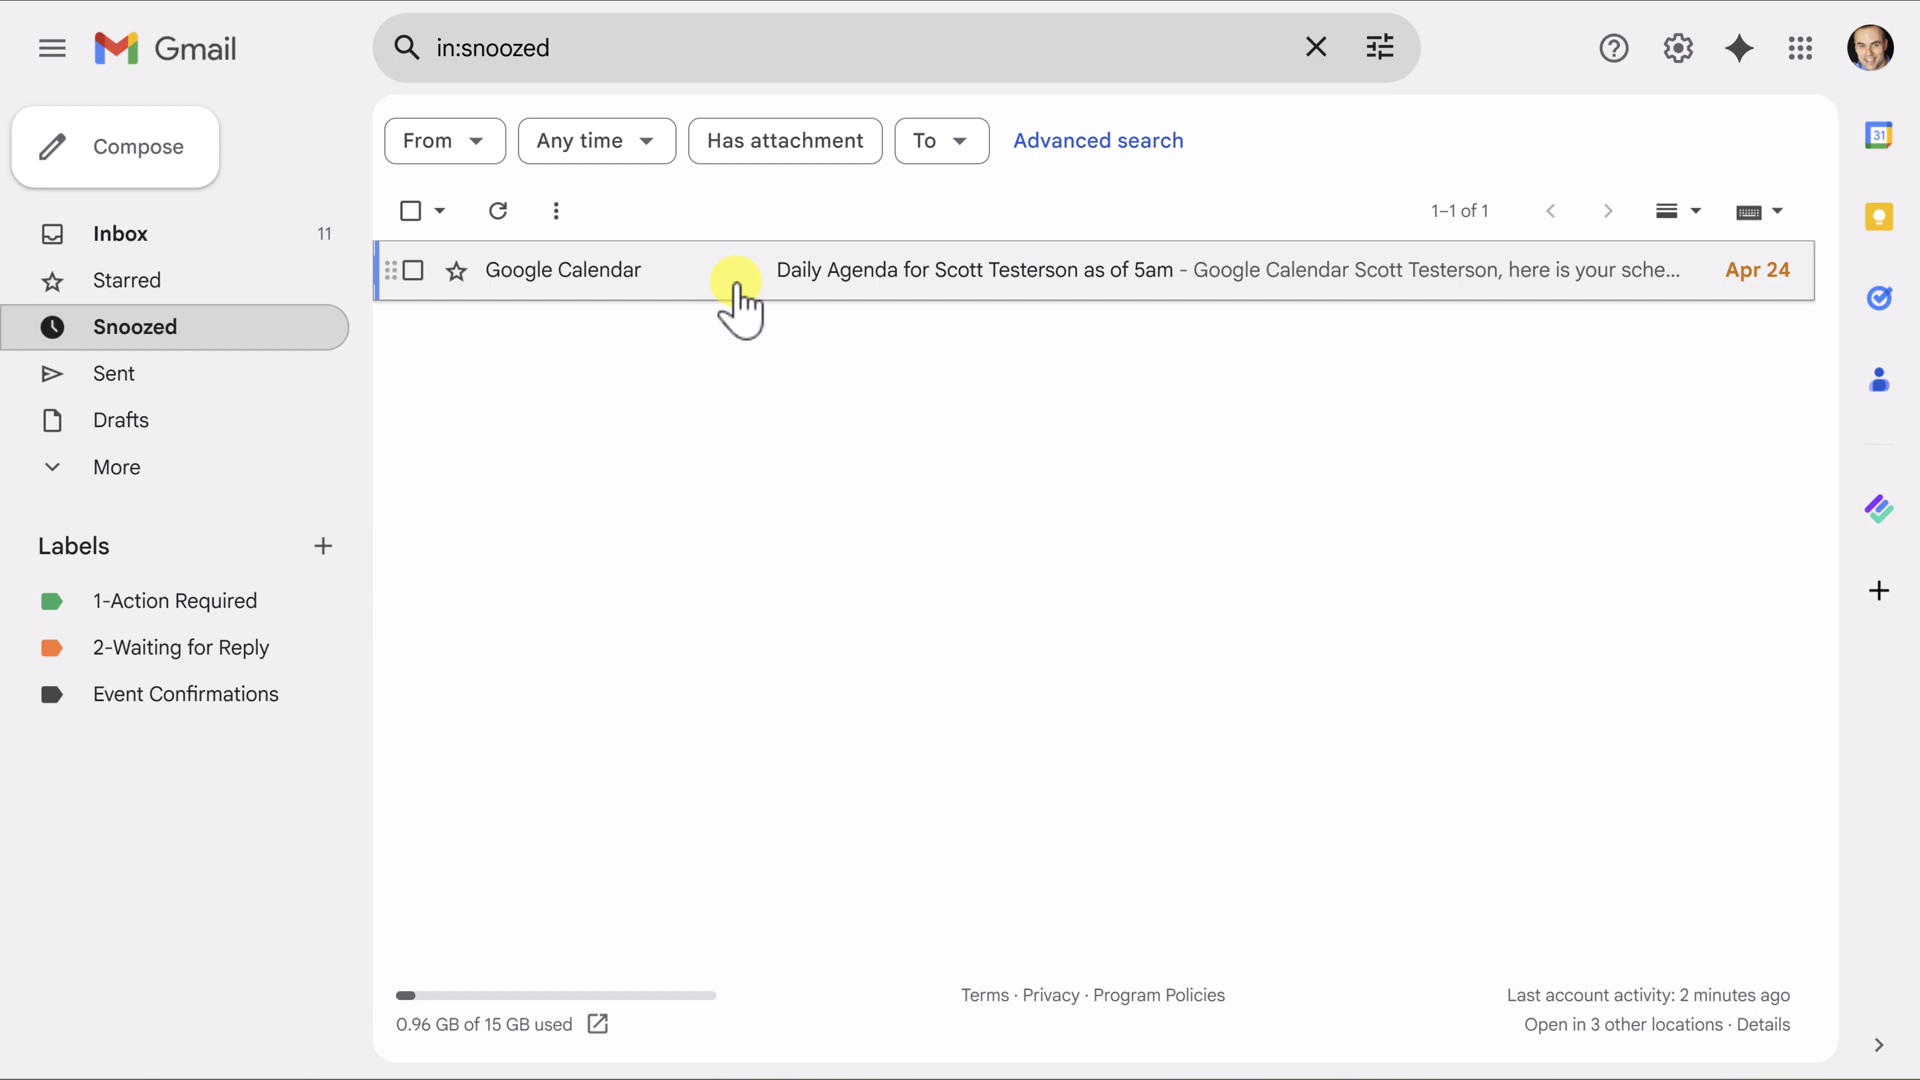 Gmail
in:snoozed
Compose
From
Any time
Has attachment
To
Advanced search
31
1–1 of 1
Inbox 11
Google Calendar Daily Agenda for Scott Testerson as of 5am - Google Calendar Scott Testerson, here is your sche... Apr 24
Starred
Snoozed
Sent
Drafts
More
Labels
1-Action Required
2-Waiting for Reply
Event Confirmations
0.96 GB of 15 GB used
Terms · Privacy · Program Policies
Last account activity: 2 minutes ago
Open in 3 other locations · Details